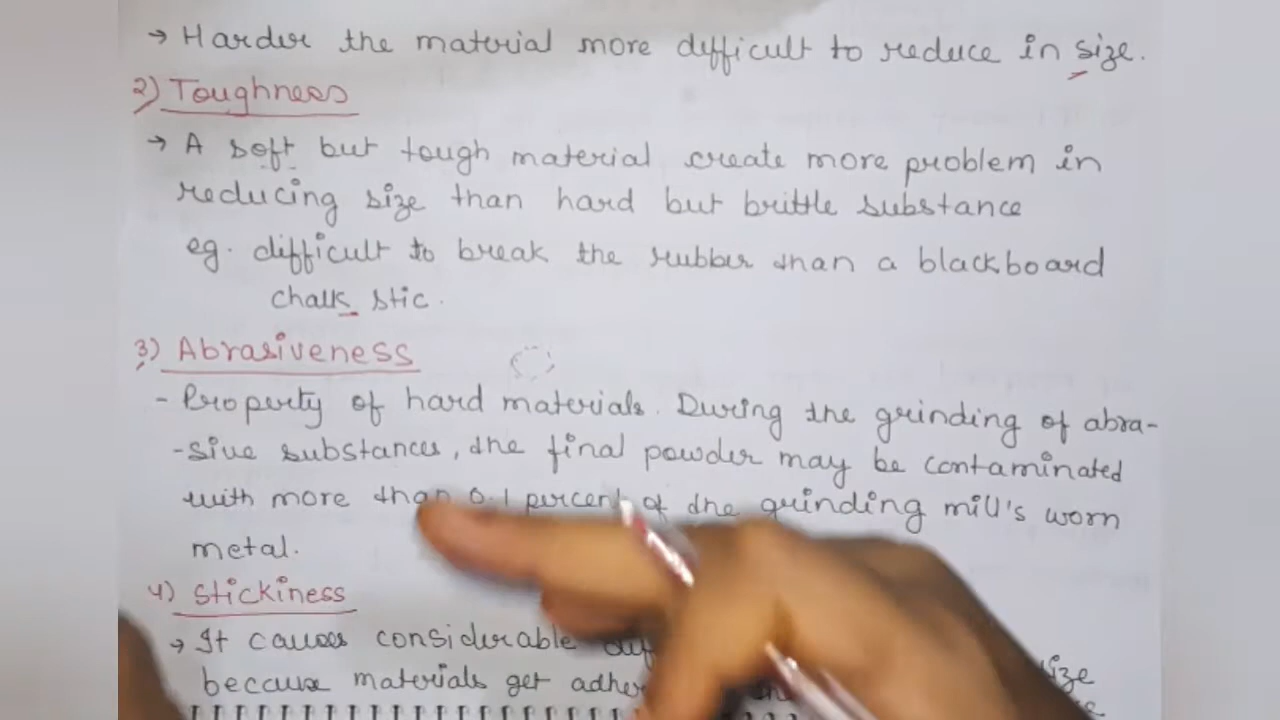 → Harder the material more difficult to reduce in size.
2) Toughness
→ A soft but tough material create more problem in
reducing size than hard but brittle substance
eg. difficult to break the rubber than a blackboard
chalk stic.
3) Abrasiveness
- Property of hard materials. During the grinding of abra-
-sive substances, the final powder may be contaminated
with more than 0.1 percent of the grinding mill's worn
metal.
4) Stickiness
→ It causes considerable
because materials get